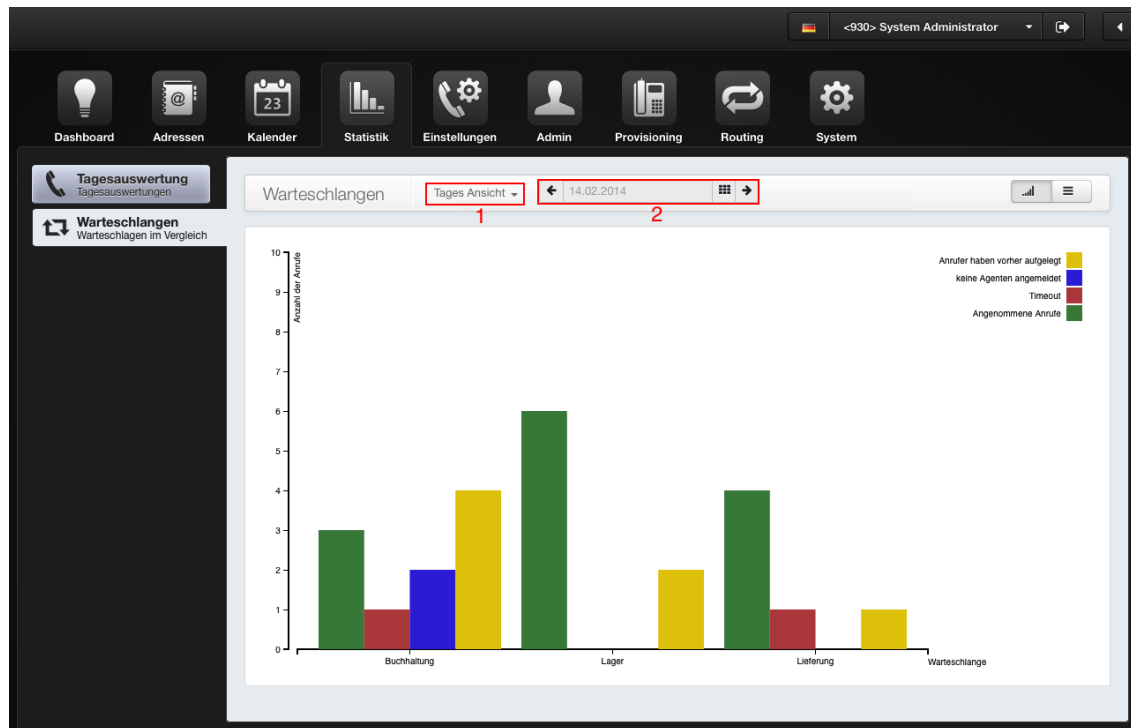 <930> System Administrator
23
@
Dashboard Adressen Kalender Statistik Einstellungen Admin Provisioning Routing System
Tagesauswertung
Tagesauswertungen
Warteschlangen
Warteschlagen im Vergleich
Warteschlangen Tages Ansicht 14.02.2014
1 2
Anzahl der Anrufe
10
9
8
7
6
5
4
3
2
1
0
Anrufer haben vorher aufgelegt
keine Agenten angemeldet
Timeout
Angenommene Anrufe
Buchhaltung Lager Lieferung Warteschlange